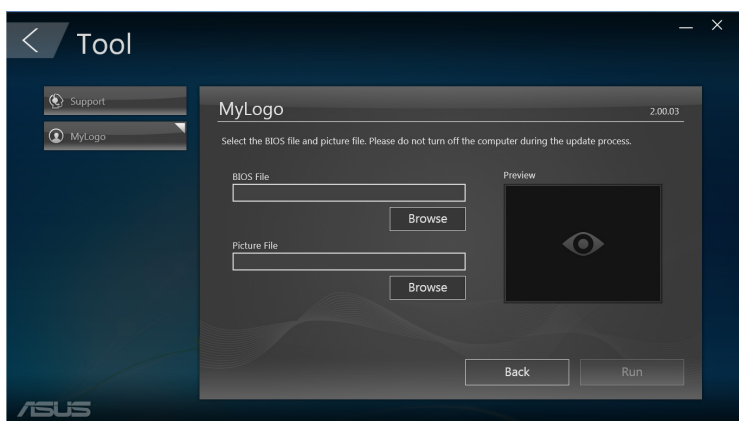 Tool
Support
MyLogo
MyLogo
2.00.03
Select the BIOS file and picture file. Please do not turn off the computer during the update process.
BIOS File
Browse
Picture File
Browse
Preview
Back
Run
ASUS